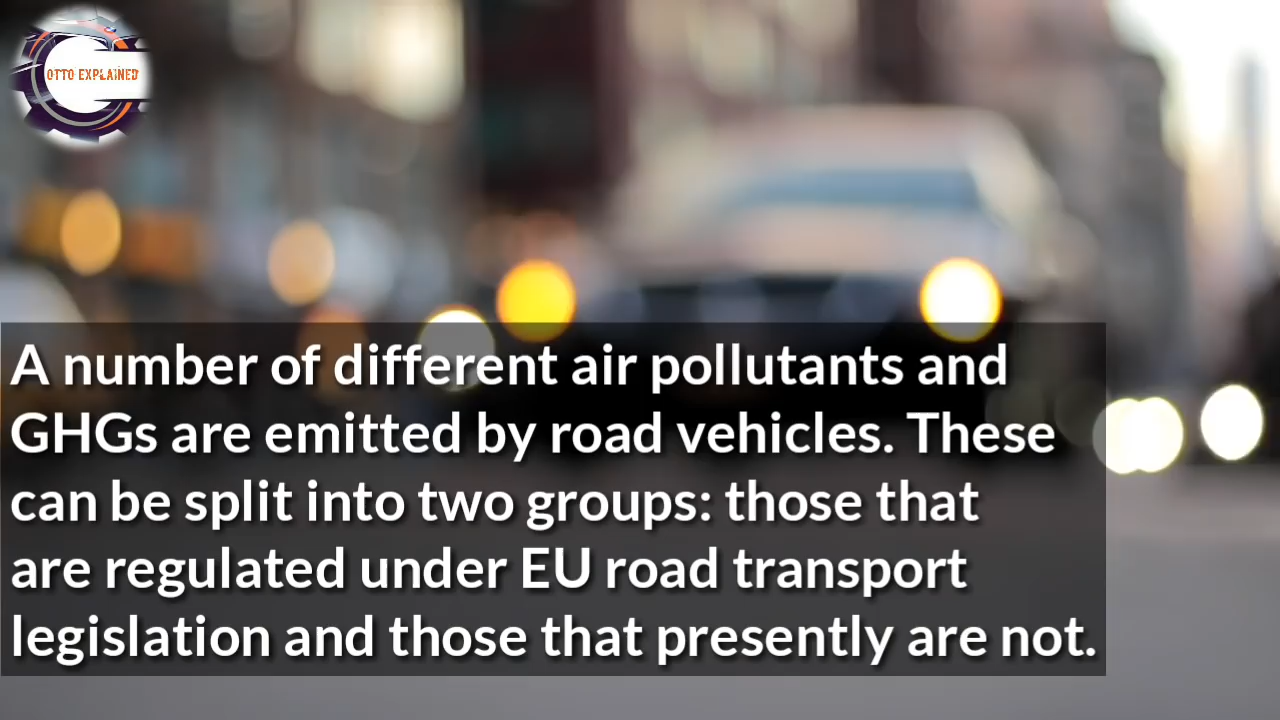 OTTO EXPLAINED
A number of different air pollutants and
GHGs are emitted by road vehicles. These
can be split into two groups: those that
are regulated under EU road transport
legislation and those that presently are not.